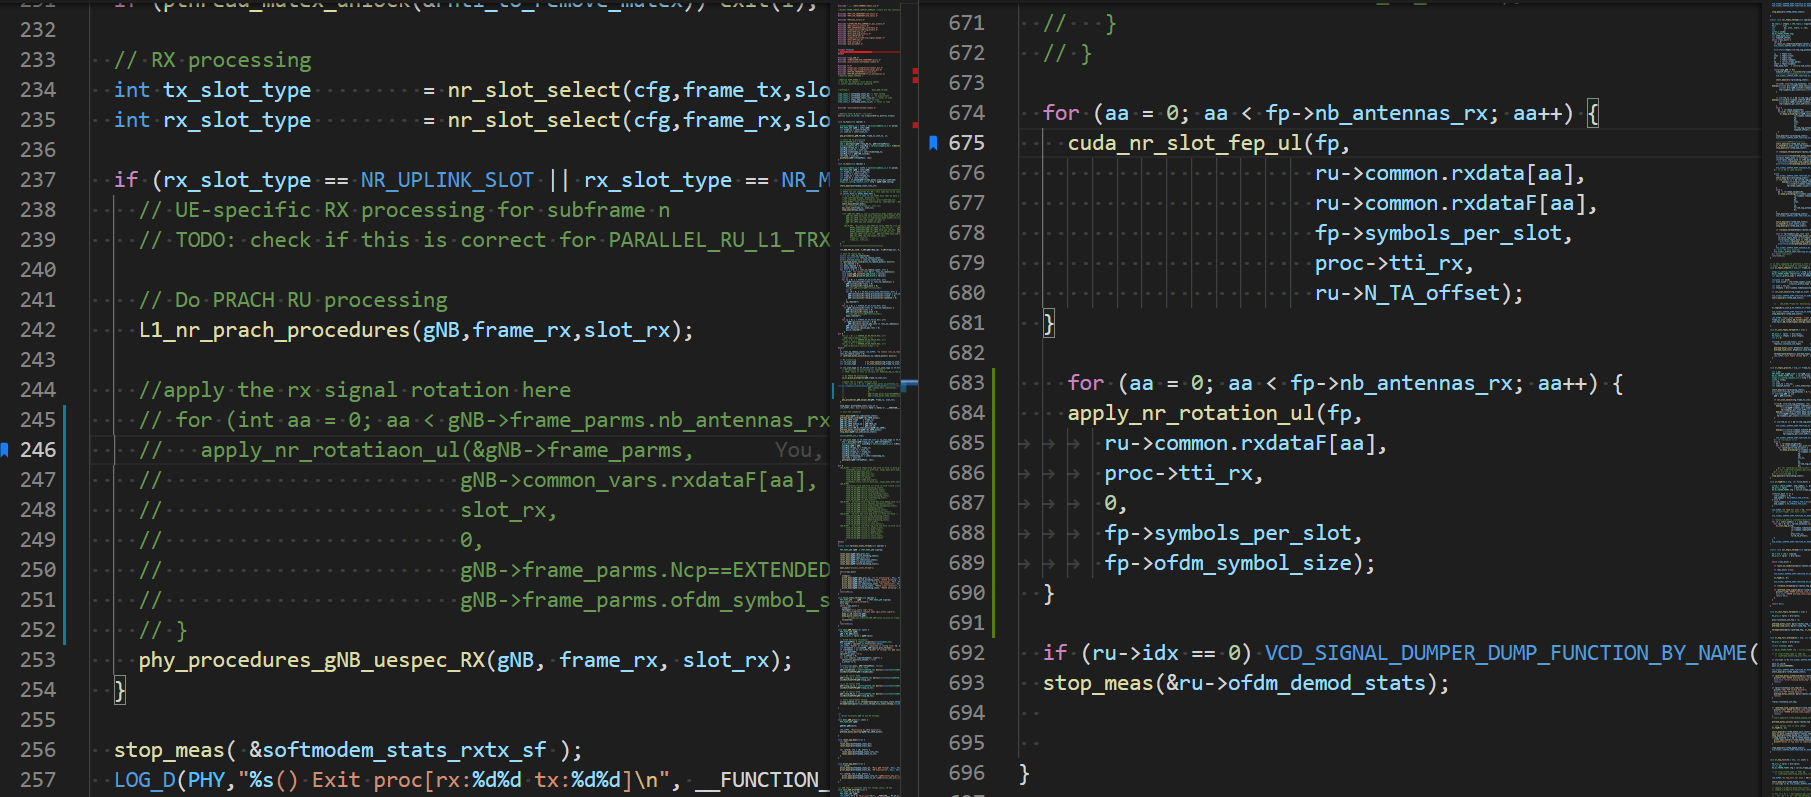 231 if (pthread_mutex_unlock(&rnti_to_remove_mutex)) exit(1);
232
233 // RX processing
234 int tx_slot_type = nr_slot_select(cfg,frame_tx,slo
235 int rx_slot_type = nr_slot_select(cfg,frame_rx,slo
236
237 if (rx_slot_type == NR_UPLINK_SLOT || rx_slot_type == NR_M
238 // UE-specific RX processing for subframe n
239 // TODO: check if this is correct for PARALLEL_RU_L1_TRX
240
241 // Do PRACH RU processing
242 L1_nr_prach_procedures(gNB,frame_rx,slot_rx);
243
244 //apply the rx signal rotation here
245 // for (int aa = 0; aa < gNB->frame_parms.nb_antennas_rx
246 // apply_nr_rotatiaon_ul(&gNB->frame_parms, You,
247 // gNB->common_vars.rxdataF[aa],
248 // slot_rx,
249 // 0,
250 // gNB->frame_parms.Ncp==EXTENDED
251 // gNB->frame_parms.ofdm_symbol_s
252 // }
253 phy_procedures_gNB_uespec_RX(gNB, frame_rx, slot_rx);
254 }
255
256 stop_meas( &softmodem_stats_rxtx_sf );
257 LOG_D(PHY,"%s() Exit proc[rx:%d%d tx:%d%d]\n", __FUNCTION_
671 // }
672 // }
673
674 for (aa = 0; aa < fp->nb_antennas_rx; aa++) {
675 cuda_nr_slot_fep_ul(fp,
676 ru->common.rxdata[aa],
677 ru->common.rxdataF[aa],
678 fp->symbols_per_slot,
679 proc->tti_rx,
680 ru->N_TA_offset);
681 }
682
683 for (aa = 0; aa < fp->nb_antennas_rx; aa++) {
684 apply_nr_rotation_ul(fp,
685 ru->common.rxdataF[aa],
686 proc->tti_rx,
687 0,
688 fp->symbols_per_slot,
689 fp->ofdm_symbol_size);
690 }
691
692 if (ru->idx == 0) VCD_SIGNAL_DUMPER_DUMP_FUNCTION_BY_NAME(
693 stop_meas(&ru->ofdm_demod_stats);
694
695
696 }